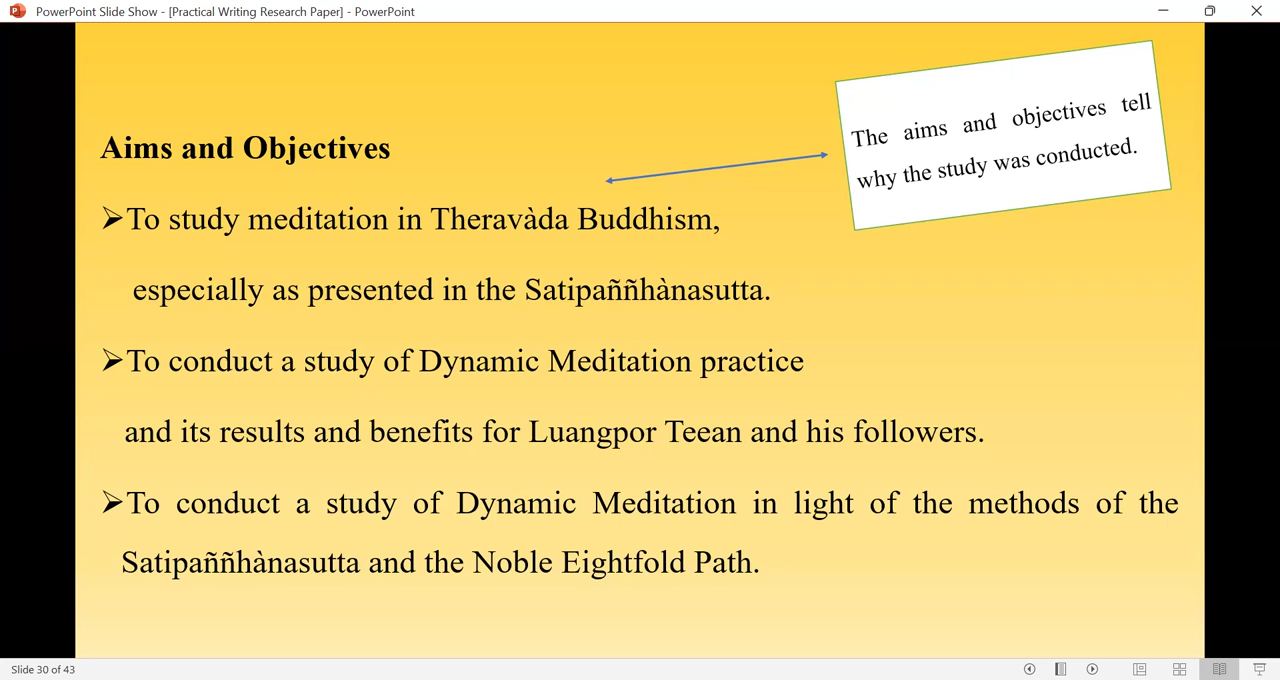 PowerPoint Slide Show - [Practical Writing Research Paper] - PowerPoint
The aims and objectives tell
why the study was conducted.
Aims and Objectives
➢To study meditation in Theravàda Buddhism,
especially as presented in the Satipaññhànasutta.
➢To conduct a study of Dynamic Meditation practice
and its results and benefits for Luangpor Teean and his followers.
➢To conduct a study of Dynamic Meditation in light of the methods of the
Satipaññhànasutta and the Noble Eightfold Path.
Slide 30 of 43